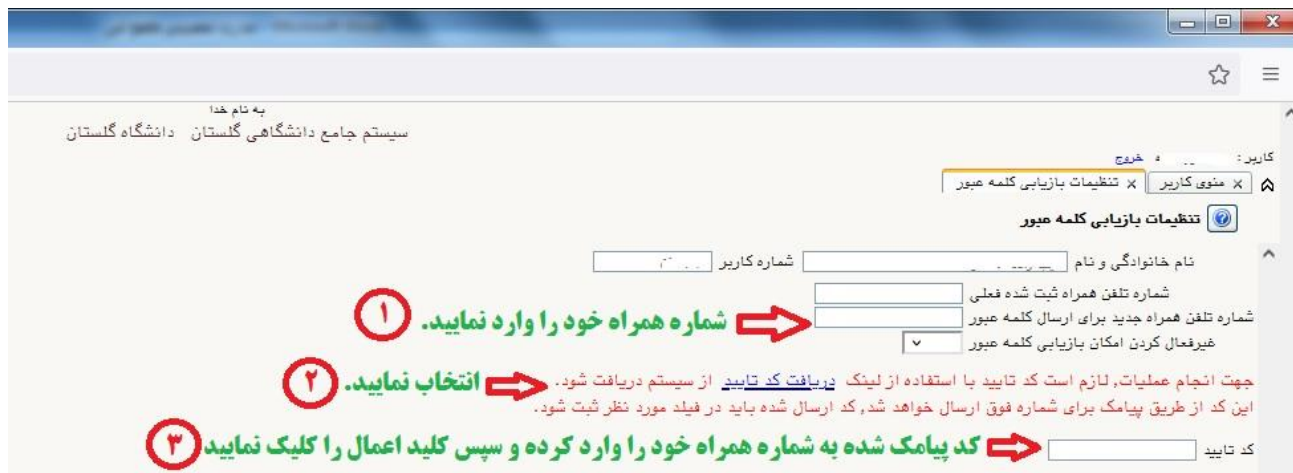 به نام خدا
سیستم جامع دانشگاهی گلستان دانشگاه گلستان
کاربر : خروج
منوی کاربر x تنظیمات بازیابی کلمه عبور x
تنظیمات بازیابی کلمه عبور
نام خانوادگی و نام شماره کاربر
شماره تلفن همراه ثبت شده فعلی
شماره تلفن همراه جدید برای ارسال کلمه عبور شماره همراه خود را وارد نمایید. ۱
غیرفعال کردن امکان بازیابی کلمه عبور
جهت انجام عملیات, لازم است کد تایید با استفاده از لینک دریافت کد تایید از سیستم دریافت شود. انتخاب نمایید. ۲
این کد از طریق پیامک برای شماره فوق ارسال خواهد شد, کد ارسال شده باید در فیلد مورد نظر ثبت شود.
کد تایید کد پیامک شده به شماره همراه خود را وارد کرده و سپس کلید اعمال را کلیک نمایید ۳